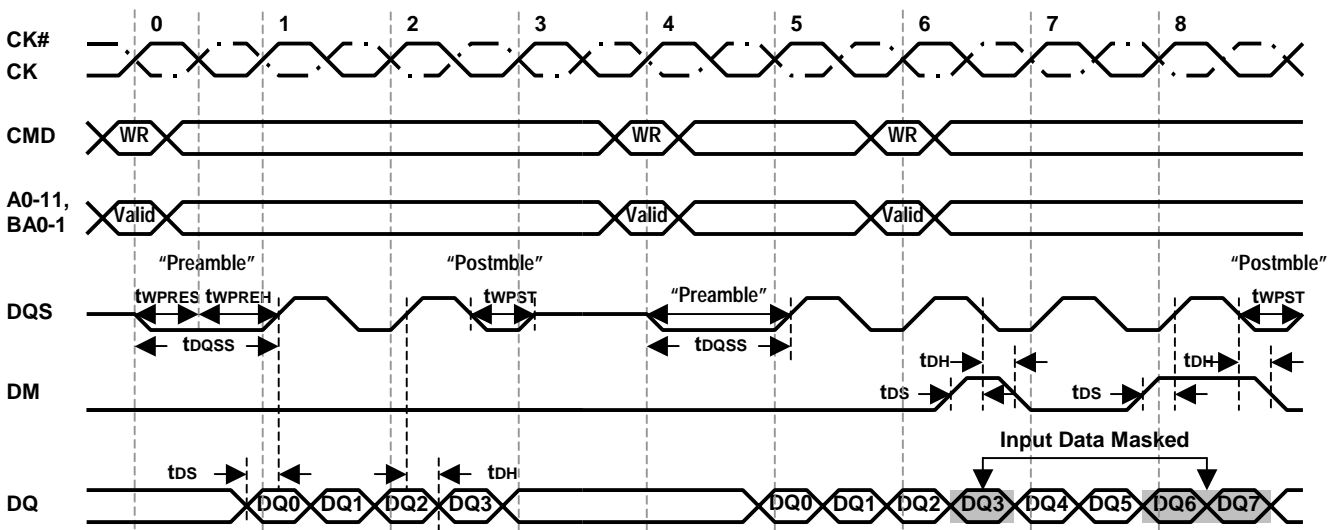 0 1 2 3 4 5 6 7 8
CK#
CK
CMD WR WR WR
A0-11,
BA0-1 Valid Valid Valid
“Preamble” “Postmble” “Postmble”
tWPRES tWPREH tWPST “Preamble” tWPST
DQS
tDQSS tDQSS
tDH tDH
tDS tDS
DM
Input Data Masked
tDS tDH
DQ DQ0 DQ1 DQ2 DQ3 DQ0 DQ1 DQ2 DQ3 DQ4 DQ5 DQ6 DQ7